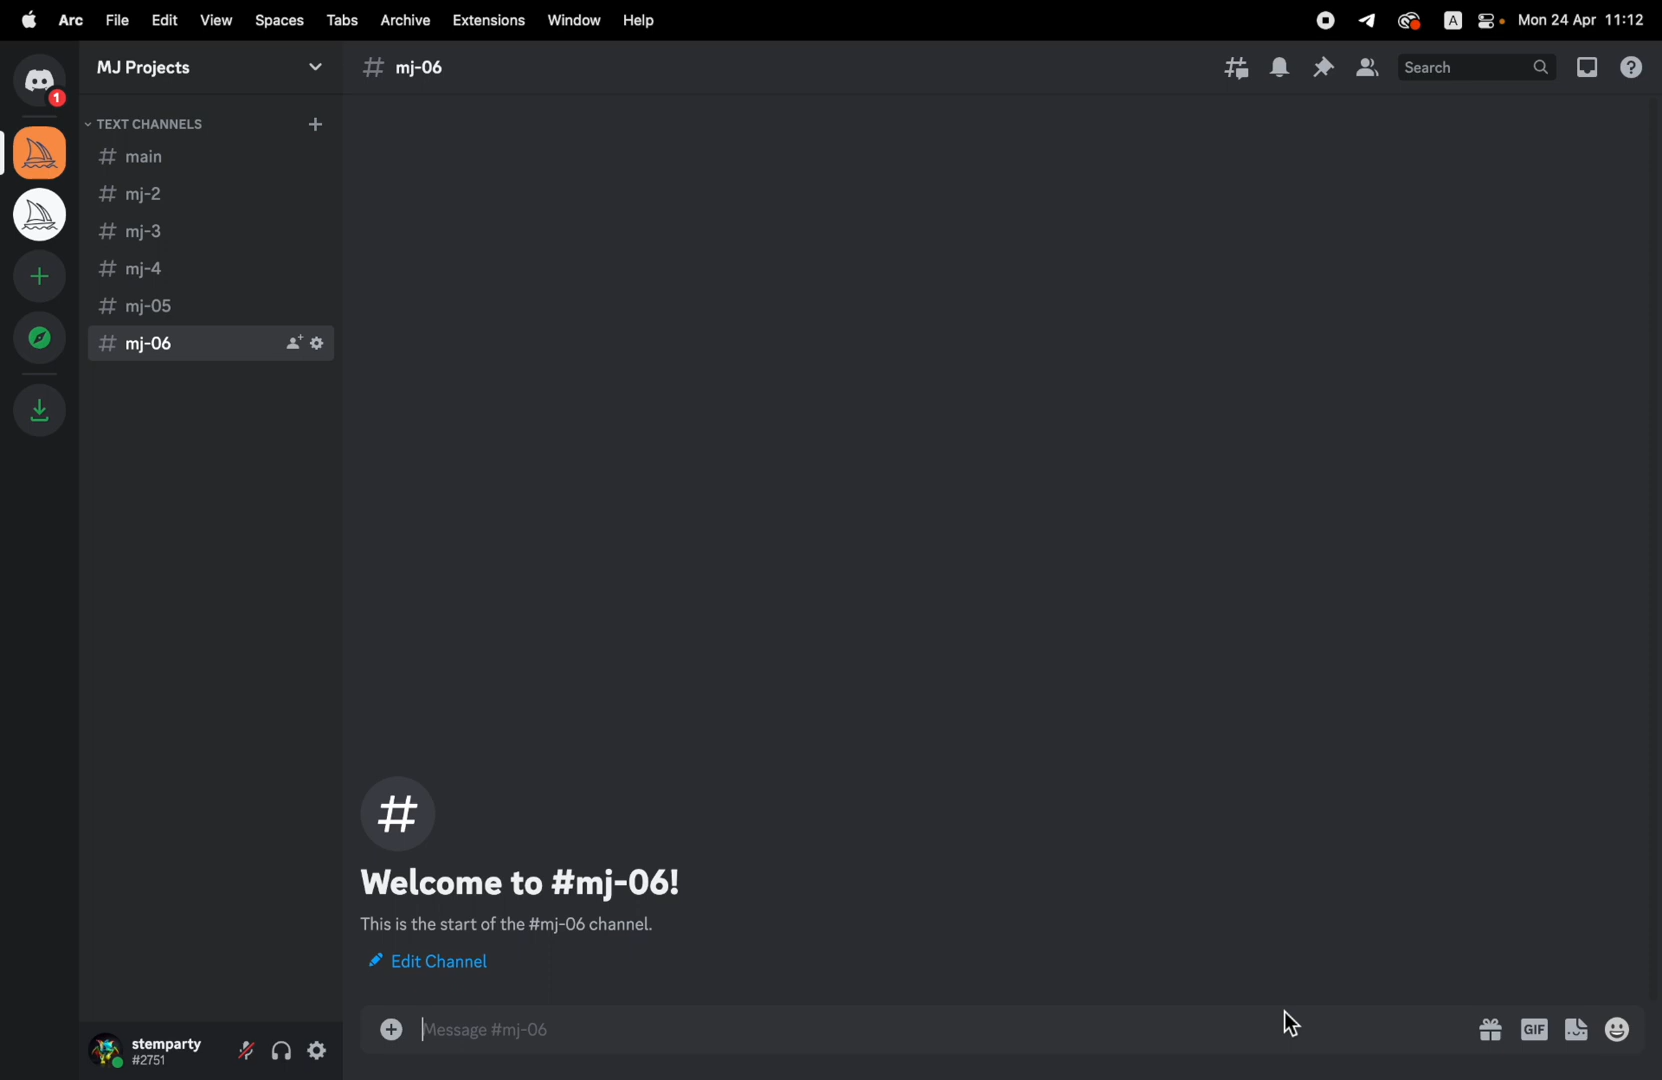 Arc File Edit View Spaces Tabs Archive Extensions Window Help A Mon 24 Apr 11:12
1
MJ Projects
# mj-06
Search
TEXT CHANNELS
# main
# mj-2
# mj-3
# mj-4
# mj-05
# mj-06
#
Welcome to #mj-06!
This is the start of the #mj-06 channel.
Edit Channel
Message #mj-06
GIF
stemparty
#2751